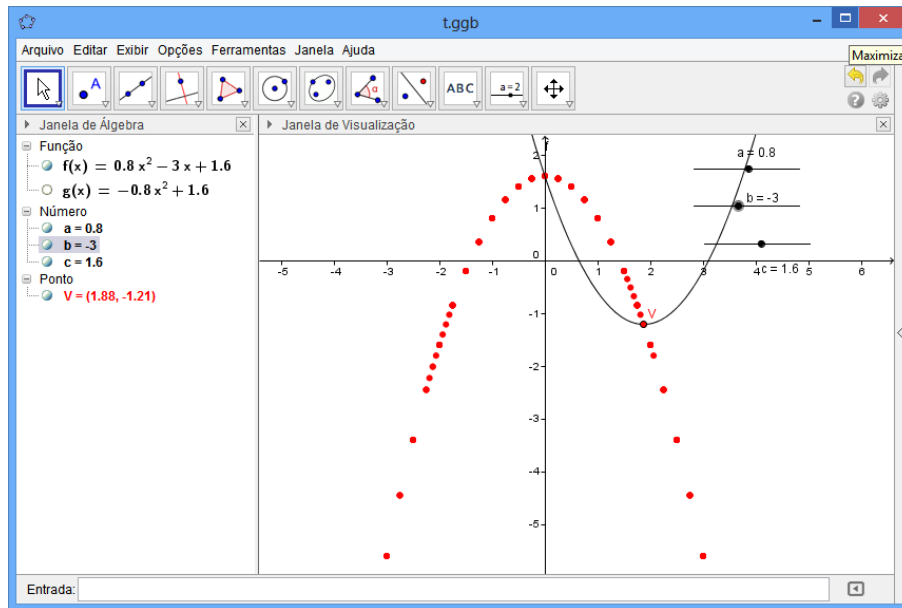 t.ggb
Arquivo Editar Exibir Opções Ferramentas Janela Ajuda
Maximiza
A
α
ABC
a=2
Janela de Álgebra
Função
f(x) = 0.8 x² − 3 x + 1.6
g(x) = −0.8 x² + 1.6
Número
a = 0.8
b = -3
c = 1.6
Ponto
V = (1.88, -1.21)
Janela de Visualização
f
a = 0.8
b = -3
c = 1.6
V
2
1
0
-1
-2
-3
-4
-5
-5 -4 -3 -2 -1 0 1 2 3 4 5 6
Entrada: